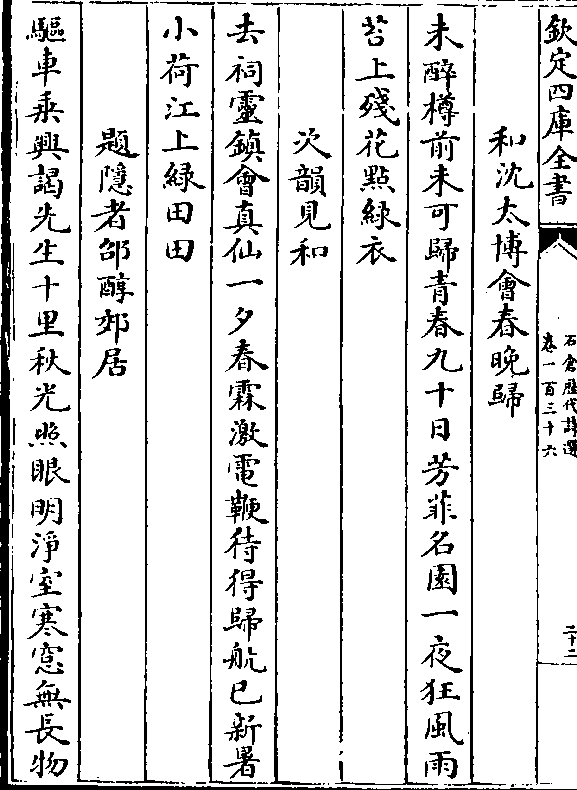 欽定四庫全書
石倉歷代詩選
卷一百三十六
二十二
和沈太博會春晚歸
未醉樽前未可歸青春九十日芳菲名園一夜狂風雨
苔上殘花點綠衣
次韻見和
去祠靈鎮會真仙一夕春霖激電鞭待得歸航已新暑
小荷江上綠田田
題隱者邵醇郊居
驅車乘興謁先生十里秋光照眼明淨室寒窓無長物